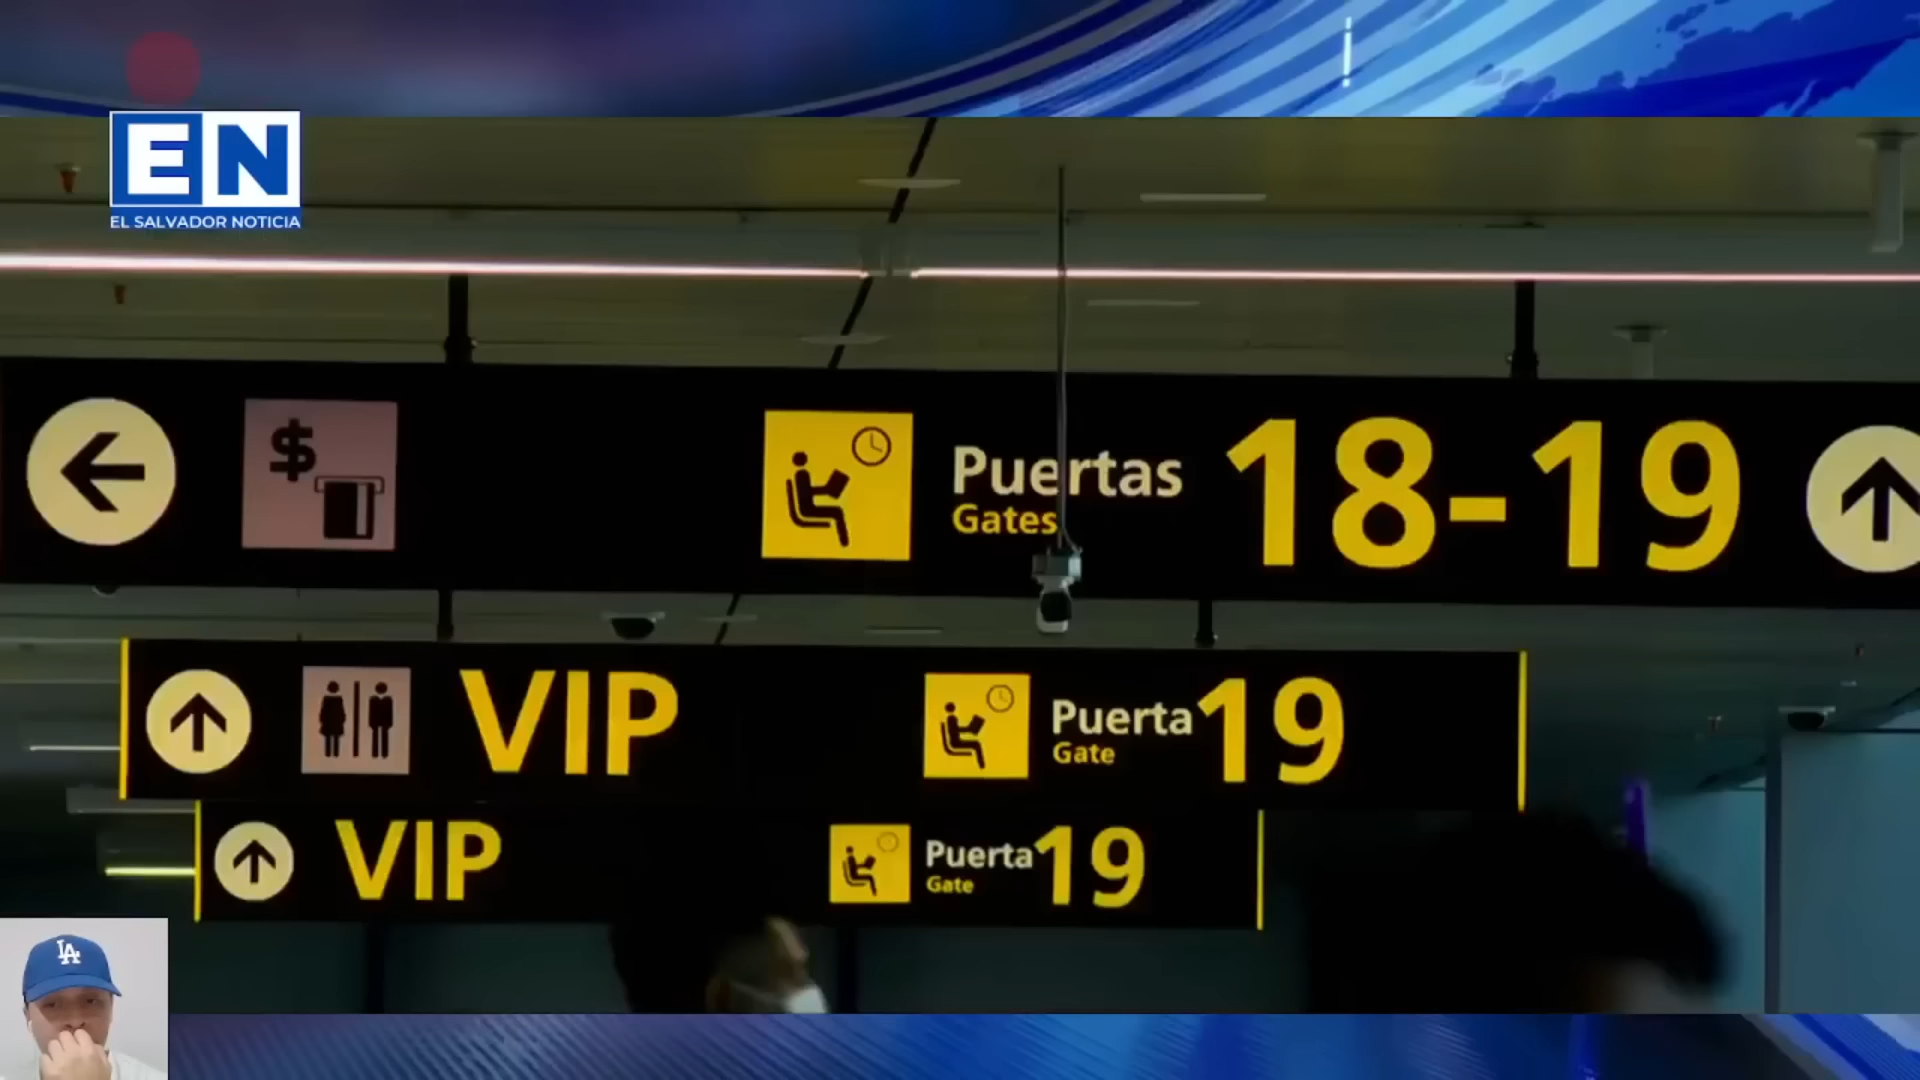 EN
EL SALVADOR NOTICIA
$
Puertas 18-19
Gates
VIP
Puerta 19
Gate
VIP
Puerta 19
Gate
LA